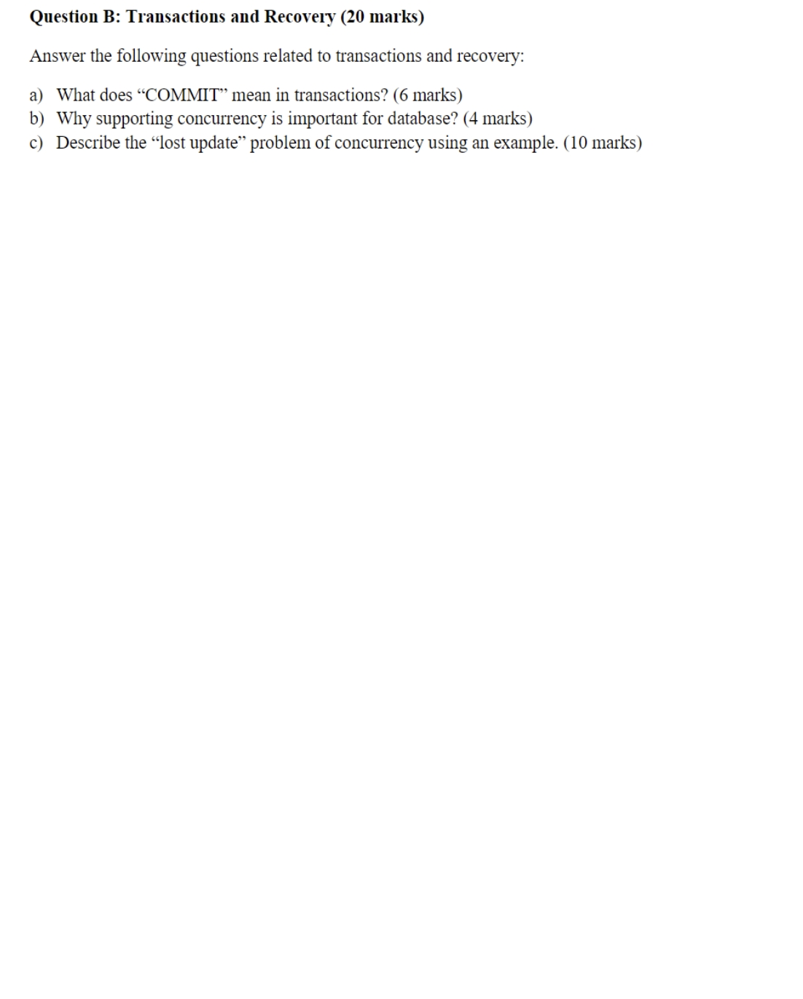 Question B: Transactions and Recovery (20 marks)
Answer the following questions related to transactions and recovery:
a) What does “COMMIT” mean in transactions? (6 marks)
b) Why supporting concurrency is important for database? (4 marks)
c) Describe the “lost update” problem of concurrency using an example. (10 marks)